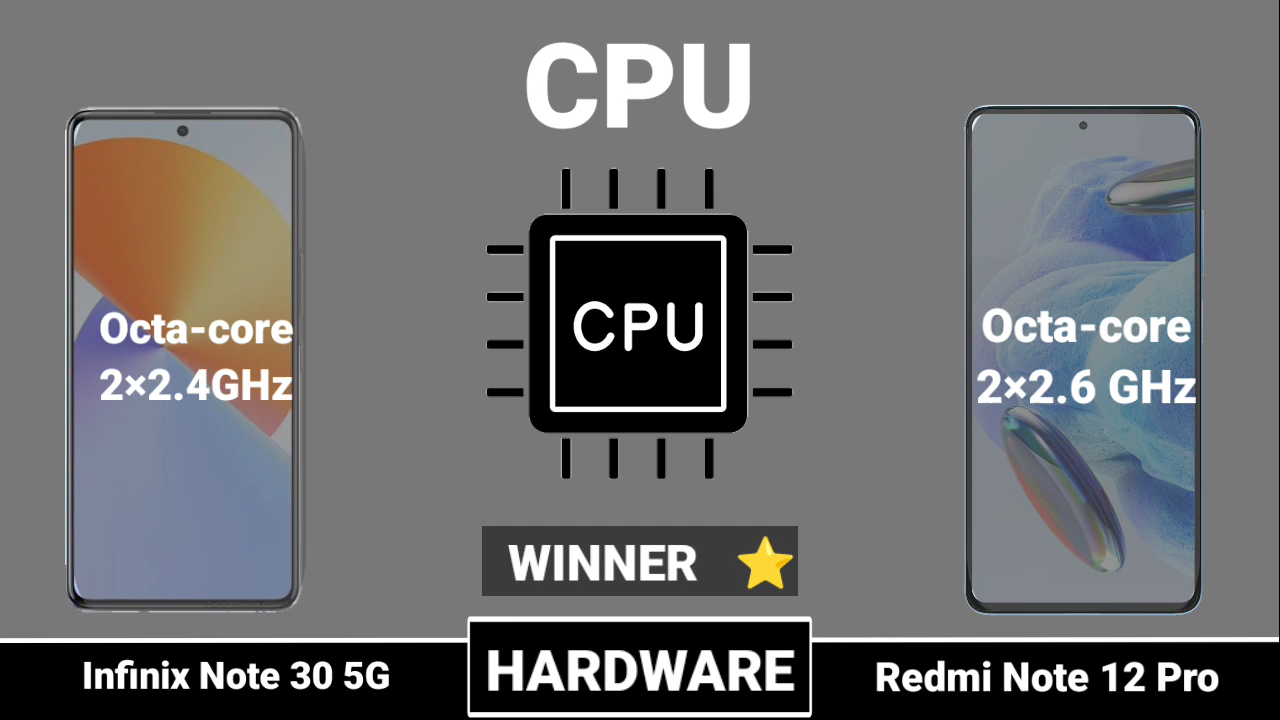 CPU
Octa-core
2×2.4GHz
CPU
Octa-core
2×2.6 GHz
WINNER
Infinix Note 30 5G
HARDWARE
Redmi Note 12 Pro